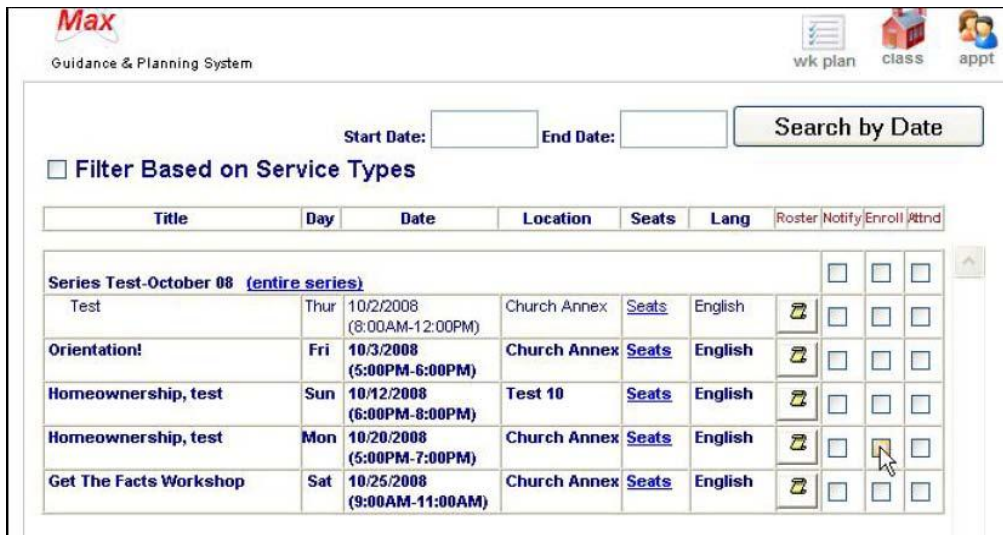 Max
Guidance & Planning System
wk plan class appt
Start Date: End Date: Search by Date
Filter Based on Service Types
Title Day Date Location Seats Lang Roster Notify Enroll Attnd
Series Test-October 08 (entire series)
Test Thur 10/2/2008 Church Annex Seats English
(8:00AM-12:00PM)
Orientation! Fri 10/3/2008 Church Annex Seats English
(5:00PM-6:00PM)
Homeownership, test Sun 10/12/2008 Test 10 Seats English
(6:00PM-8:00PM)
Homeownership, test Mon 10/20/2008 Church Annex Seats English
(5:00PM-7:00PM)
Get The Facts Workshop Sat 10/25/2008 Church Annex Seats English
(9:00AM-11:00AM)